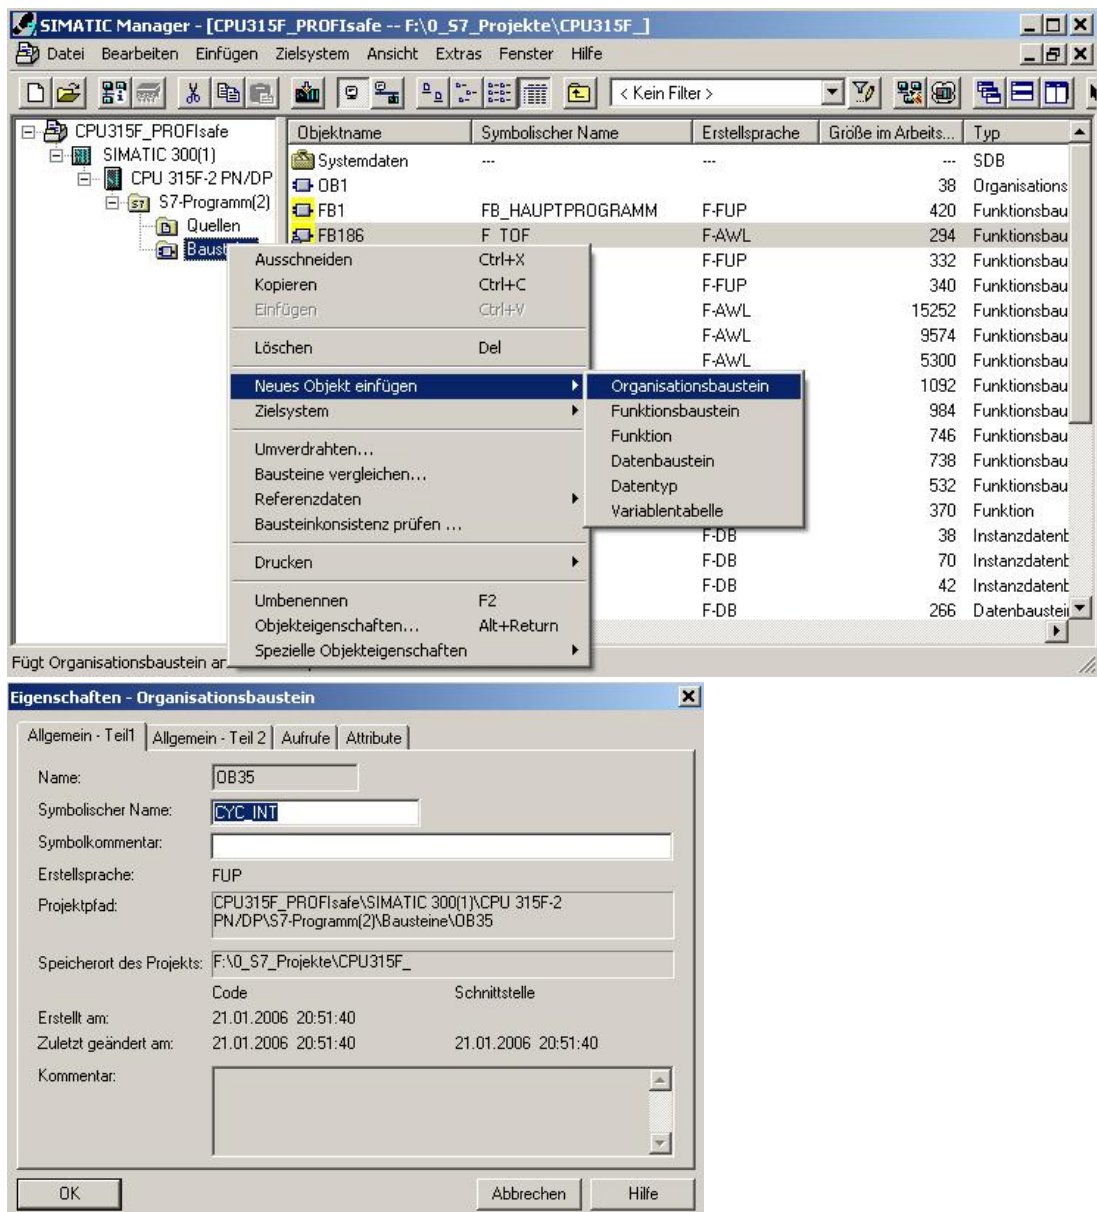 SIMATIC Manager - [CPU315F_PROFIsafe -- F:\0_S7_Projekte\CPU315F_]
Datei Bearbeiten Einfügen Zielsystem Ansicht Extras Fenster Hilfe
< Kein Filter >
CPU315F_PROFIsafe
SIMATIC 300(1)
CPU 315F-2 PN/DP
S7-Programm(2)
Quellen
Objektname Symbolischer Name Erstellsprache Größe im Arbeits... Typ
Systemdaten --- --- --- SDB
OB1 38 Organisations
FB1 FB_HAUPTPROGRAMM F-FUP 420 Funktionsbau
FB186 F_TOF F-AWL 294 Funktionsbau
F-FUP 332 Funktionsbau
F-FUP 340 Funktionsbau
F-AWL 15252 Funktionsbau
F-AWL 9574 Funktionsbau
F-AWL 5300 Funktionsbau
1092 Funktionsbau
984 Funktionsbau
746 Funktionsbau
738 Funktionsbau
532 Funktionsbau
370 Funktion
F-DB 38 Instanzdatenb
F-DB 70 Instanzdatenb
F-DB 42 Instanzdatenb
F-DB 266 Datenbaustei
Ausschneiden Ctrl+X
Kopieren Ctrl+C
Einfügen Ctrl+V
Löschen Del
Neues Objekt einfügen
Zielsystem
Umverdrahten...
Bausteine vergleichen...
Referenzdaten
Bausteinkonsistenz prüfen ...
Drucken
Umbenennen F2
Objekteigenschaften... Alt+Return
Spezielle Objekteigenschaften
Organisationsbaustein
Funktionsbaustein
Funktion
Datenbaustein
Datentyp
Variablentabelle
Fügt Organisationsbaustein an
Eigenschaften - Organisationsbaustein
Allgemein - Teil1 Allgemein - Teil 2 Aufrufe Attribute
Name: OB35
Symbolischer Name: CYC_INT
Symbolkommentar:
Erstellsprache: FUP
Projektpfad: CPU315F_PROFIsafe\SIMATIC 300(1)\CPU 315F-2
PN/DP\S7-Programm(2)\Bausteine\OB35
Speicherort des Projekts: F:\0_S7_Projekte\CPU315F_
Code Schnittstelle
Erstellt am: 21.01.2006 20:51:40
Zuletzt geändert am: 21.01.2006 20:51:40 21.01.2006 20:51:40
Kommentar:
OK Abbrechen Hilfe